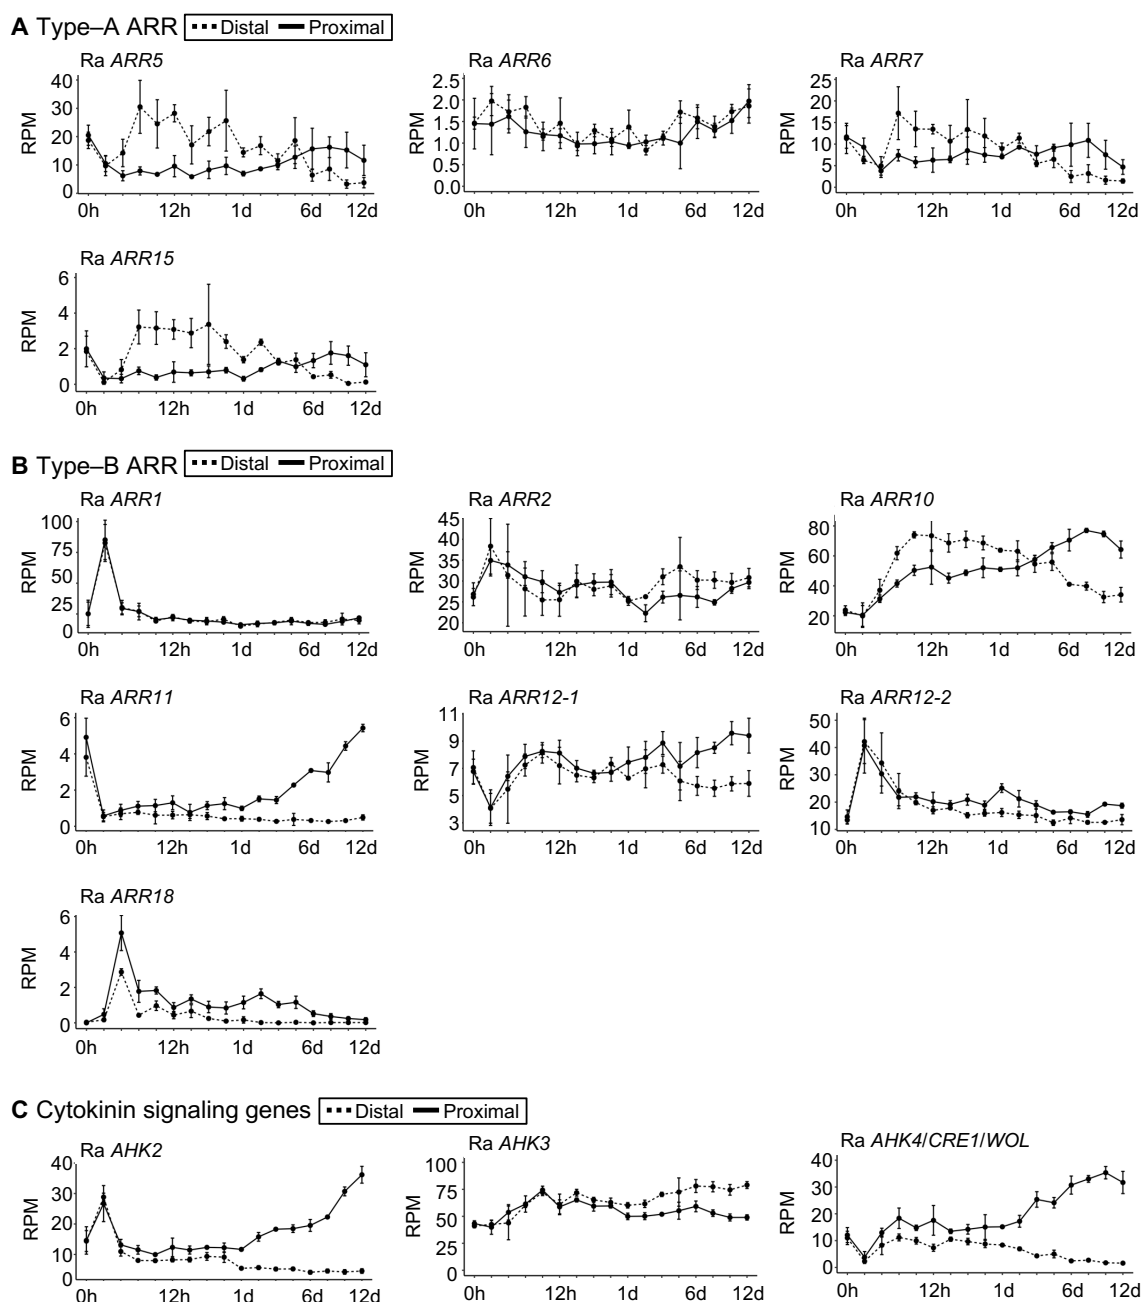 A Type–A ARR Distal Proximal
Ra ARR5 Ra ARR6 Ra ARR7
RPM 40 30 20 10 0 0h 12h 1d 6d 12d
RPM 2.5 2.0 1.5 1.0 0.5 0.0 0h 12h 1d 6d 12d
RPM 25 20 15 10 5 0 0h 12h 1d 6d 12d
Ra ARR15
RPM 6 4 2 0 0h 12h 1d 6d 12d
B Type–B ARR Distal Proximal
Ra ARR1 Ra ARR2 Ra ARR10
RPM 100 75 50 25 0 0h 12h 1d 6d 12d
RPM 45 40 35 30 25 20 0h 12h 1d 6d 12d
RPM 80 60 40 20 0h 12h 1d 6d 12d
Ra ARR11 Ra ARR12-1 Ra ARR12-2
RPM 6 4 2 0 0h 12h 1d 6d 12d
RPM 11 9 7 5 3 0h 12h 1d 6d 12d
RPM 50 40 30 20 10 0h 12h 1d 6d 12d
Ra ARR18
RPM 6 4 2 0 0h 12h 1d 6d 12d
C Cytokinin signaling genes Distal Proximal
Ra AHK2 Ra AHK3 Ra AHK4/CRE1/WOL
RPM 40 30 20 10 0 0h 12h 1d 6d 12d
RPM 100 75 50 25 0 0h 12h 1d 6d 12d
RPM 40 30 20 10 0 0h 12h 1d 6d 12d